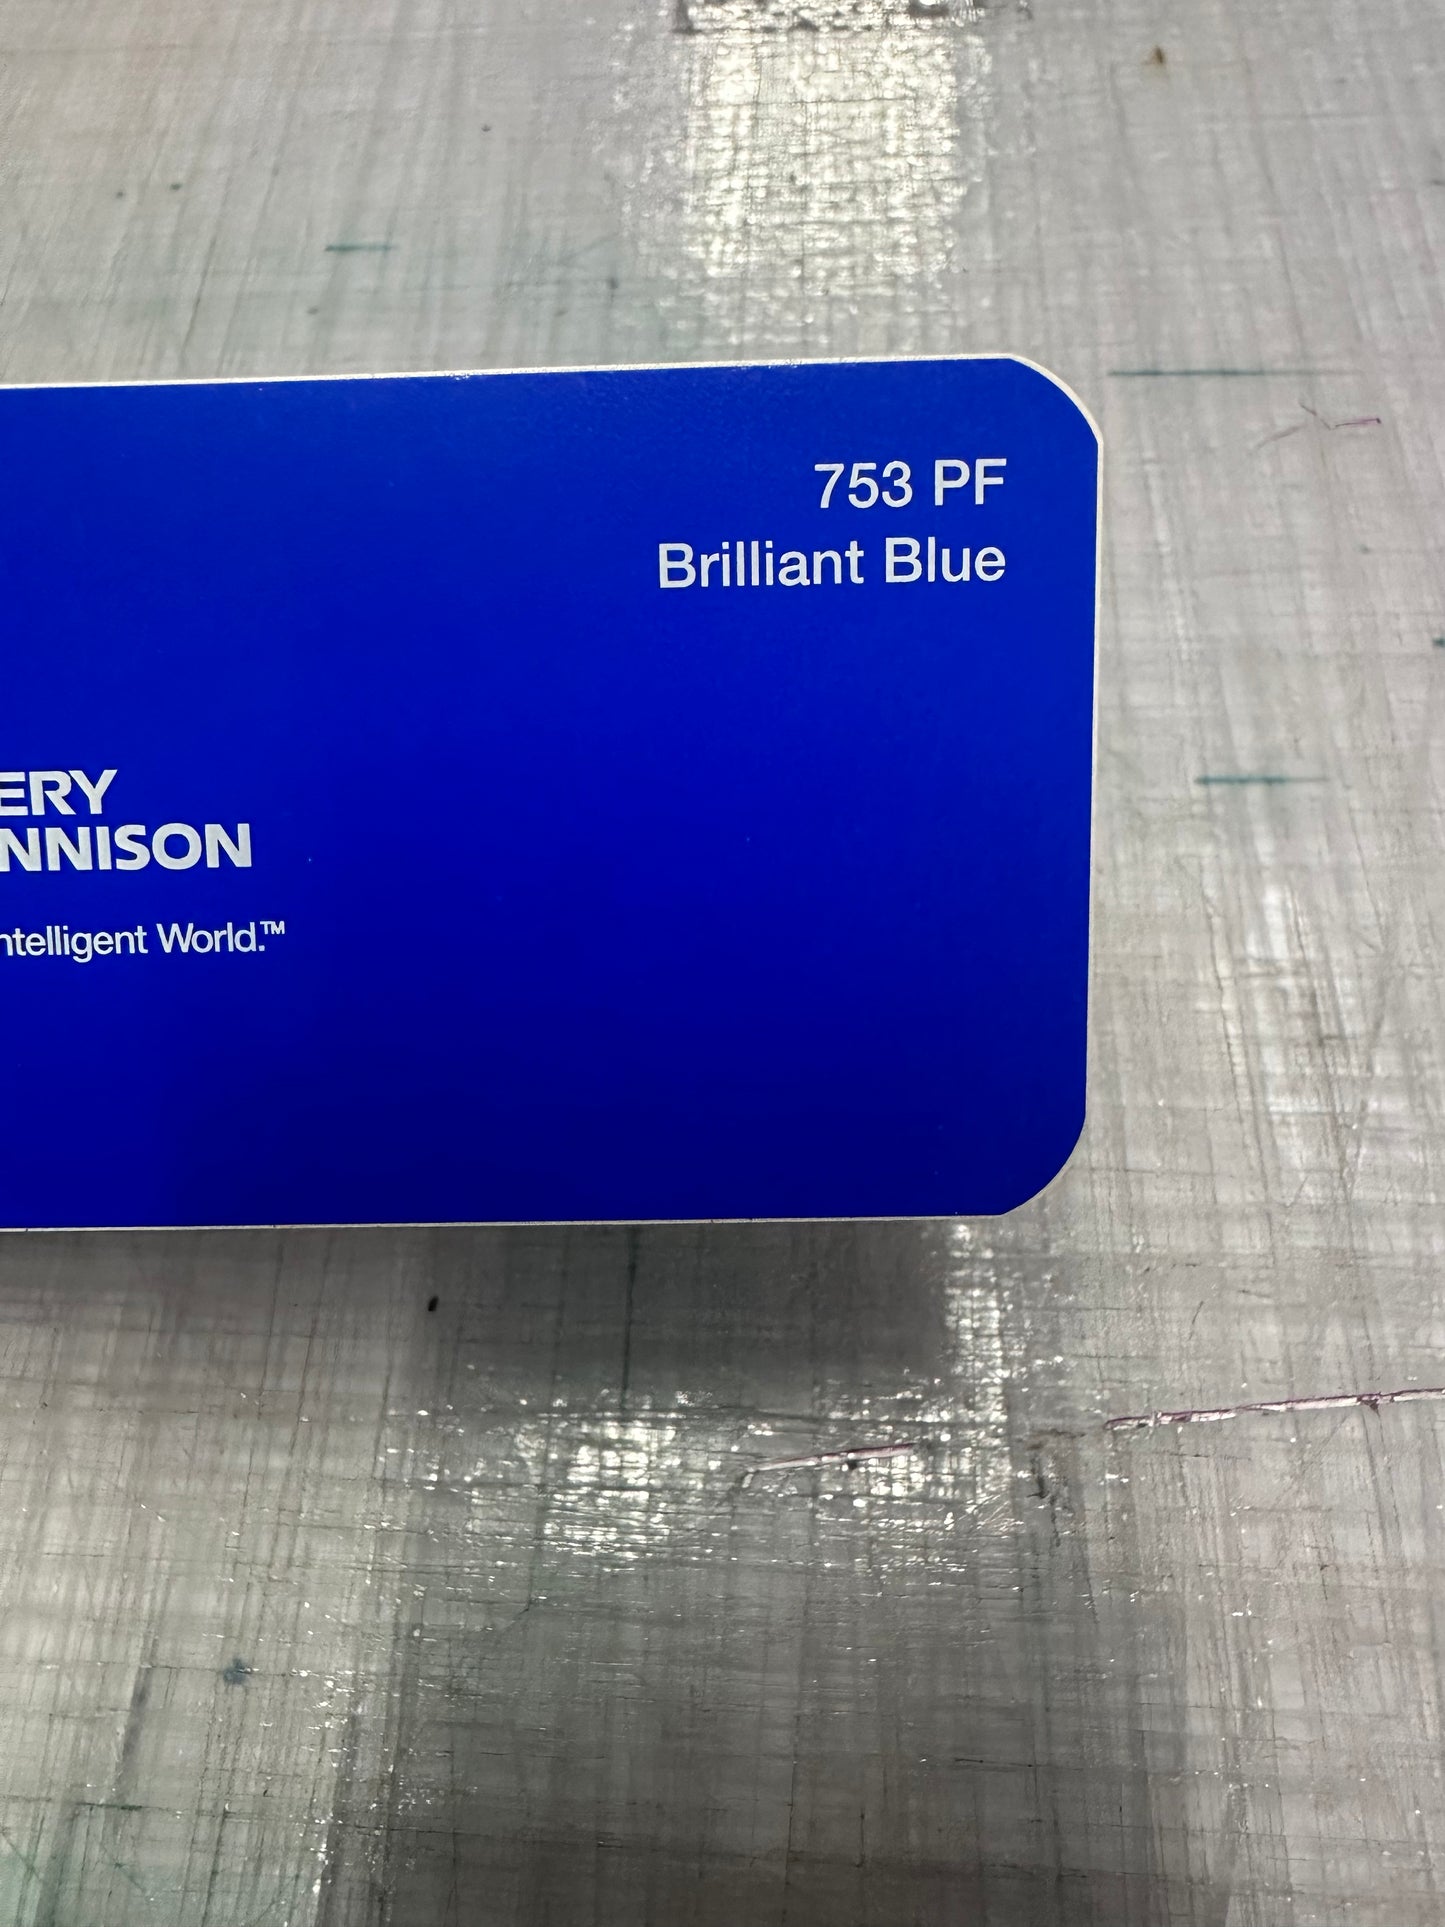 753 PF
Brilliant Blue
ERY
NNISON
ntelligent World.™